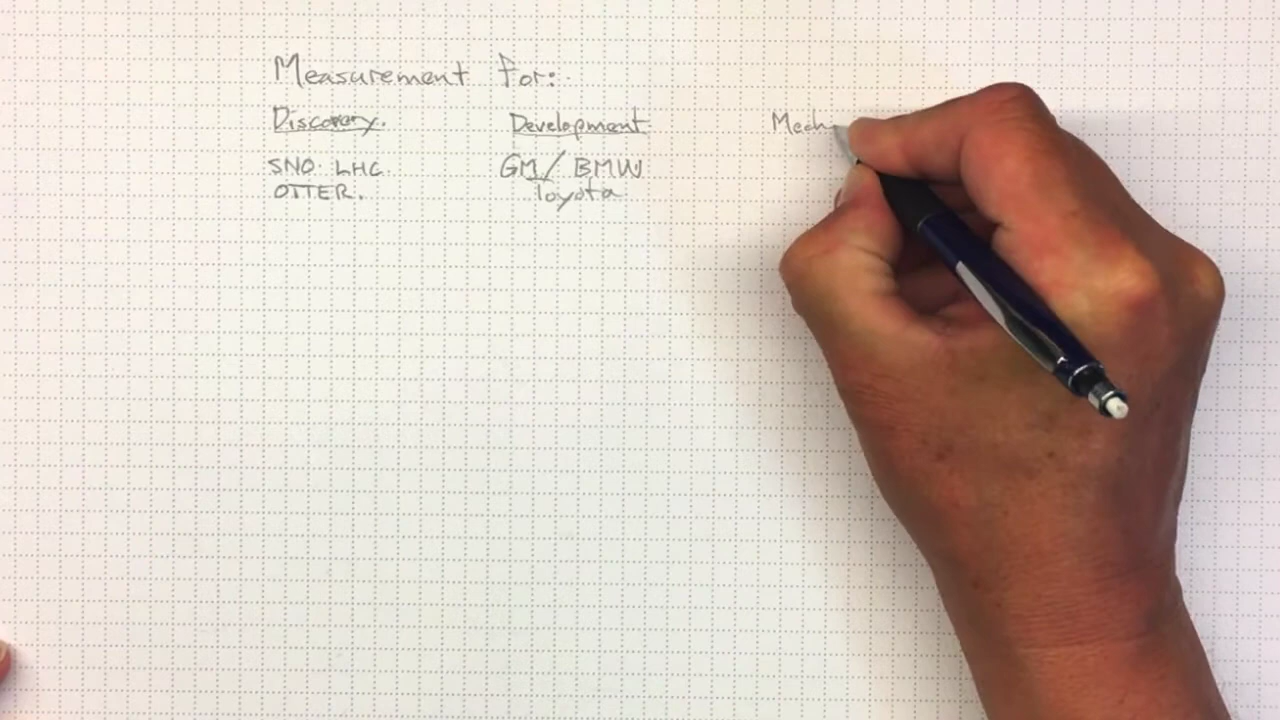 Measurement for:
Discovery. Development Mech
SNO LHC GM/ BMW
OTTER. Toyota